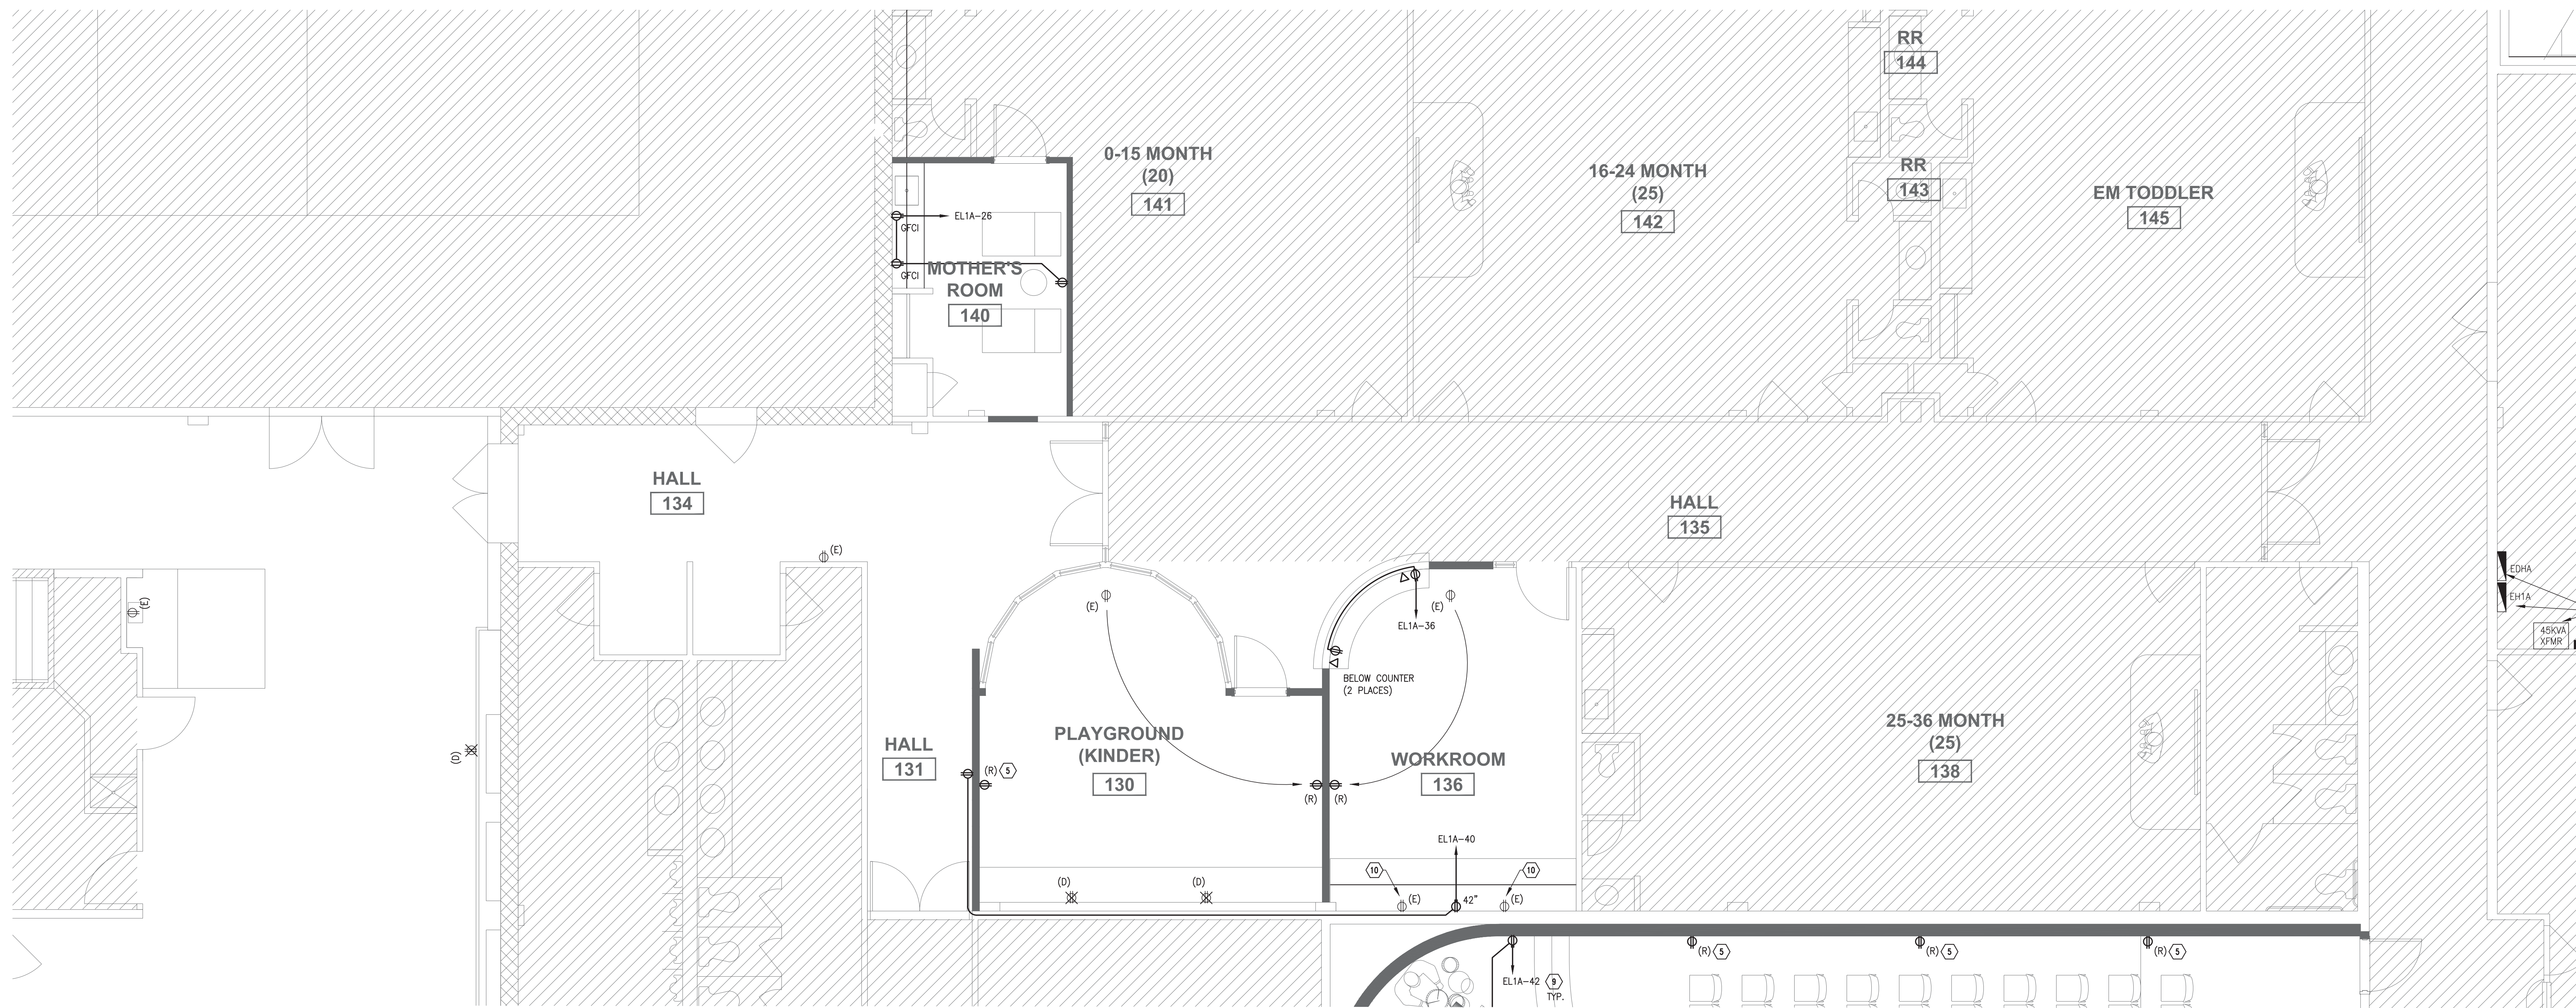 RR
144
0-15 MONTH
(20)
141
16-24 MONTH
(25)
142
RR
143
EM TODDLER
145
EL1A-26
GFCI
GFCI
MOTHER'S
ROOM
140
HALL
134
HALL
135
(E)
(E)
(E)
(E)
EL1A-36
EDHA
EH1A
45KVA
XFMR
BELOW COUNTER
(2 PLACES)
(D)
HALL
131
PLAYGROUND
(KINDER)
130
WORKROOM
136
25-36 MONTH
(25)
138
(R) 5
(R)
(R)
EL1A-40
(D)
(D)
10
10
(E)
42"
(E)
(R) 5
(R) 5
(R) 5
EL1A-42 9
TYP.